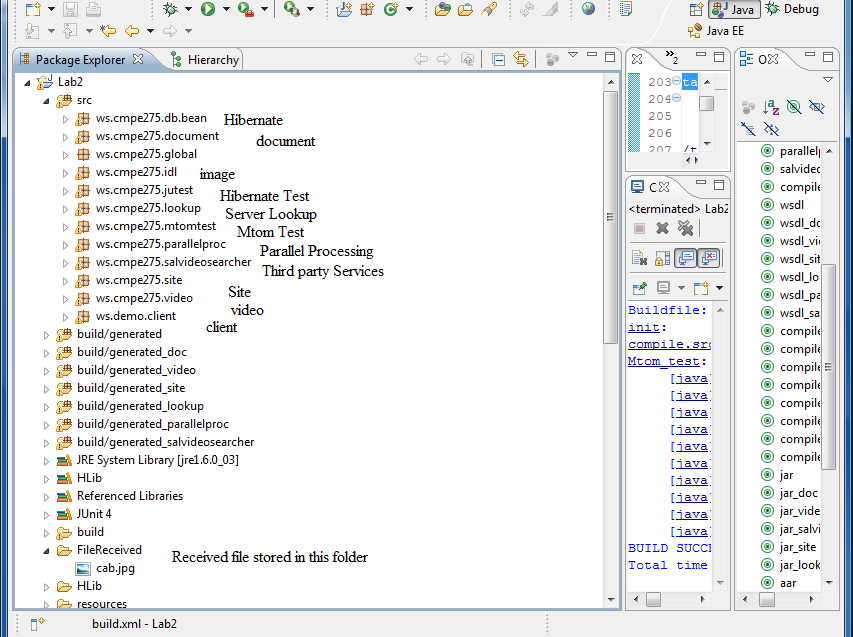 Java
Debug
Java EE
Package Explorer
Hierarchy
Lab2
src
ws.cmpe275.db.bean Hibernate
ws.cmpe275.document document
ws.cmpe275.global
ws.cmpe275.idl image
ws.cmpe275.jutest Hibernate Test
ws.cmpe275.lookup Server Lookup
ws.cmpe275.mtomtest Mtom Test
ws.cmpe275.parallelproc Parallel Processing
ws.cmpe275.salvideosearcher Third party Services
ws.cmpe275.site Site
ws.cmpe275.video video
ws.demo.client client
build/generated
build/generated_doc
build/generated_video
build/generated_site
build/generated_lookup
build/generated_parallelproc
build/generated_salvideosearcher
JRE System Library [jre1.6.0_03]
HLib
Referenced Libraries
JUnit 4
build
FileReceived Received file stored in this folder
cab.jpg
HLib
resources
2
203 ta
204
205
206
207 /t
C
<terminated> Lab2
Buildfile:
init:
compile.src
Mtom_test:
[java]
[java]
[java]
[java]
[java]
[java]
[java]
[java]
[java]
[java]
BUILD SUCC
Total time
O
parallelp
salvideo
compile
wsdl
wsdl_do
wsdl_vi
wsdl_sit
wsdl_lo
wsdl_pa
wsdl_sa
compile
compile
compile
compile
compile
compile
compile
compile
jar
jar_doc
jar_vide
jar_salvi
jar_site
jar_look
aar
build.xml - Lab2